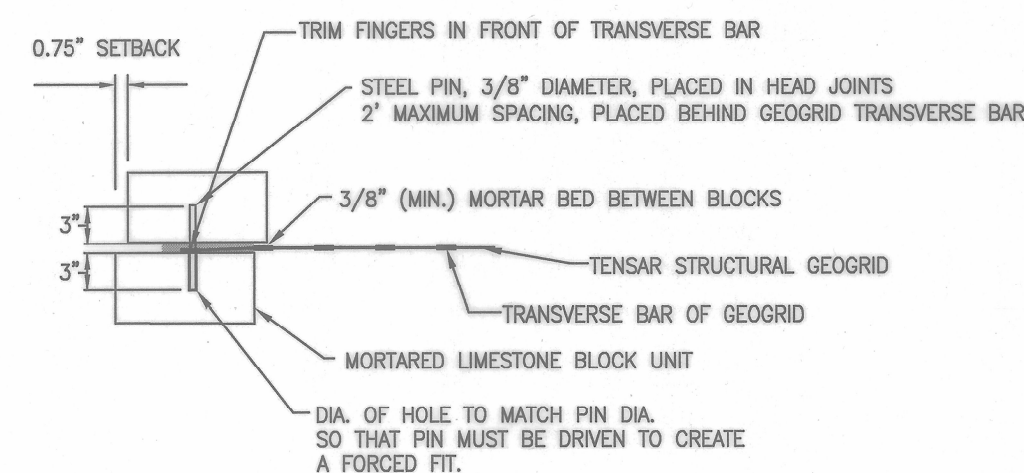 TRIM FINGERS IN FRONT OF TRANSVERSE BAR
0.75" SETBACK
STEEL PIN, 3/8" DIAMETER, PLACED IN HEAD JOINTS
2' MAXIMUM SPACING, PLACED BEHIND GEOGRID TRANSVERSE BAR
3/8" (MIN.) MORTAR BED BETWEEN BLOCKS
3"
3"
TENSAR STRUCTURAL GEOGRID
TRANSVERSE BAR OF GEOGRID
MORTARED LIMESTONE BLOCK UNIT
DIA. OF HOLE TO MATCH PIN DIA.
SO THAT PIN MUST BE DRIVEN TO CREATE
A FORCED FIT.